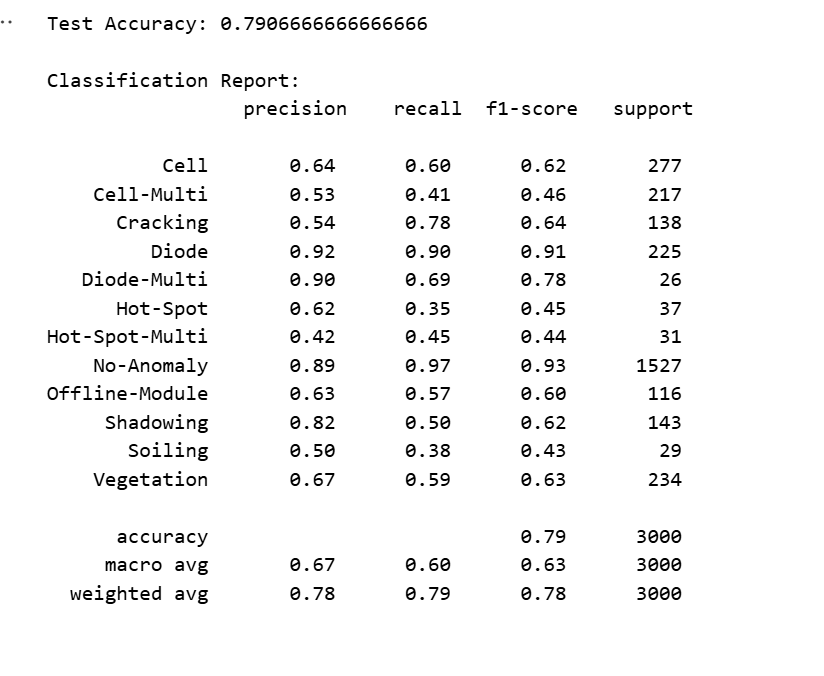 Test Accuracy: 0.7906666666666666
Classification Report:
precision recall f1-score support
Cell 0.64 0.60 0.62 277
Cell-Multi 0.53 0.41 0.46 217
Cracking 0.54 0.78 0.64 138
Diode 0.92 0.90 0.91 225
Diode-Multi 0.90 0.69 0.78 26
Hot-Spot 0.62 0.35 0.45 37
Hot-Spot-Multi 0.42 0.45 0.44 31
No-Anomaly 0.89 0.97 0.93 1527
Offline-Module 0.63 0.57 0.60 116
Shadowing 0.82 0.50 0.62 143
Soiling 0.50 0.38 0.43 29
Vegetation 0.67 0.59 0.63 234
accuracy 0.79 3000
macro avg 0.67 0.60 0.63 3000
weighted avg 0.78 0.79 0.78 3000